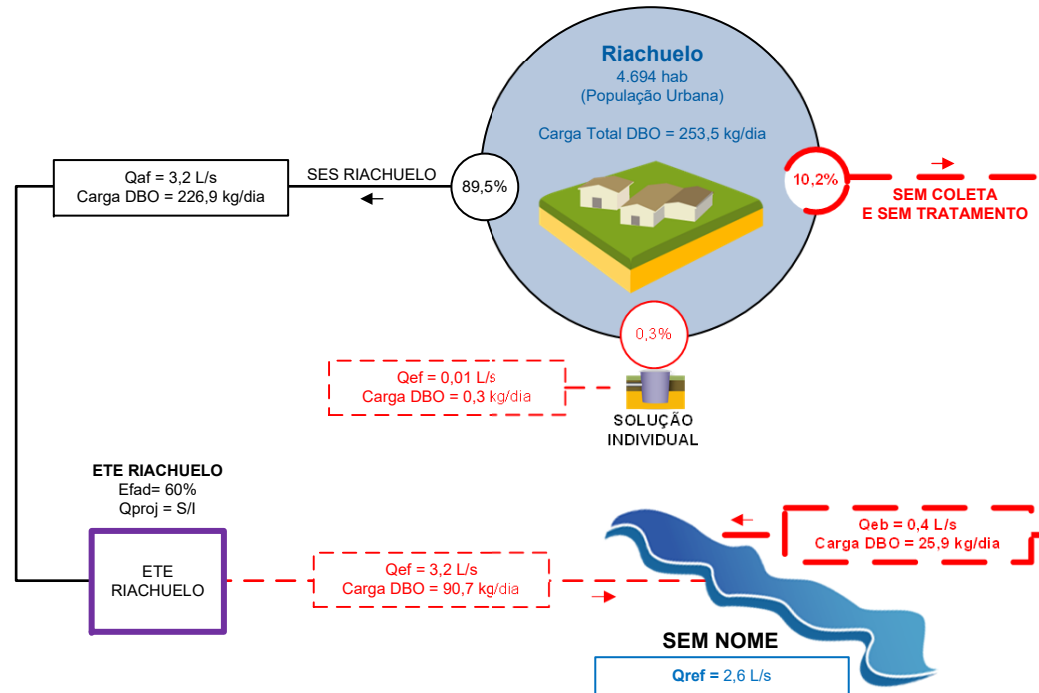 Riachuelo
4.694 hab
(População Urbana)
Carga Total DBO = 253,5 kg/dia
Qaf = 3,2 L/s
Carga DBO = 226,9 kg/dia
SES RIACHUELO
89,5%
10,2%
SEM COLETA
E SEM TRATAMENTO
0,3%
Qef = 0,01 L/s
Carga DBO = 0,3 kg/dia
SOLUÇÃO
INDIVIDUAL
ETE RIACHUELO
Efad= 60%
Qproj = S/I
ETE
RIACHUELO
Qef = 3,2 L/s
Carga DBO = 90,7 kg/dia
Qeb = 0,4 L/s
Carga DBO = 25,9 kg/dia
SEM NOME
Qref = 2,6 L/s